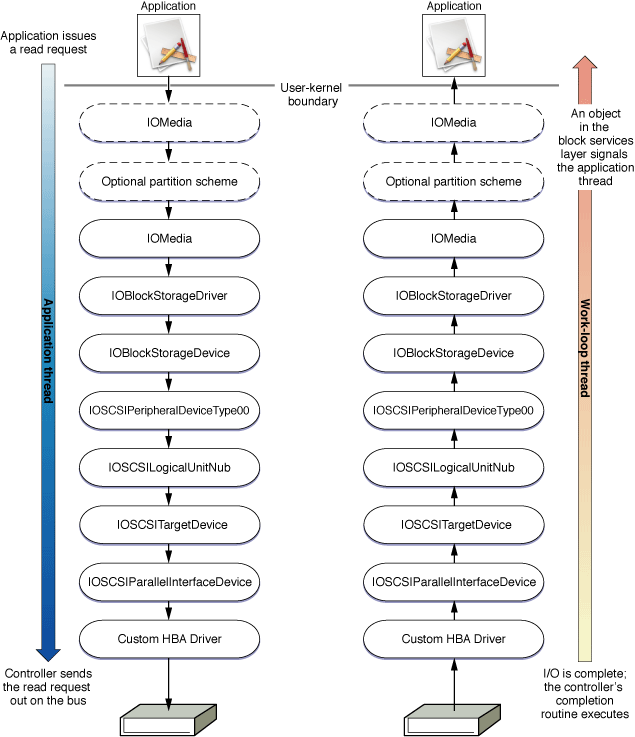 Application
Application issues
a read request
User-kernel
boundary
IOMedia
Optional partition scheme
IOMedia
IOBlockStorageDriver
IOBlockStorageDevice
IOSCSIPeripheralDeviceType00
IOSCSILogicalUnitNub
IOSCSITargetDevice
IOSCSIParallelInterfaceDevice
Custom HBA Driver
Application thread
Controller sends
the read request
out on the bus
Application
IOMedia
Optional partition scheme
IOMedia
IOBlockStorageDriver
IOBlockStorageDevice
IOSCSIPeripheralDeviceType00
IOSCSILogicalUnitNub
IOSCSITargetDevice
IOSCSIParallelInterfaceDevice
Custom HBA Driver
An object
in the
block services
layer signals
the application
thread
Work-loop thread
I/O is complete;
the controller's
completion
routine executes